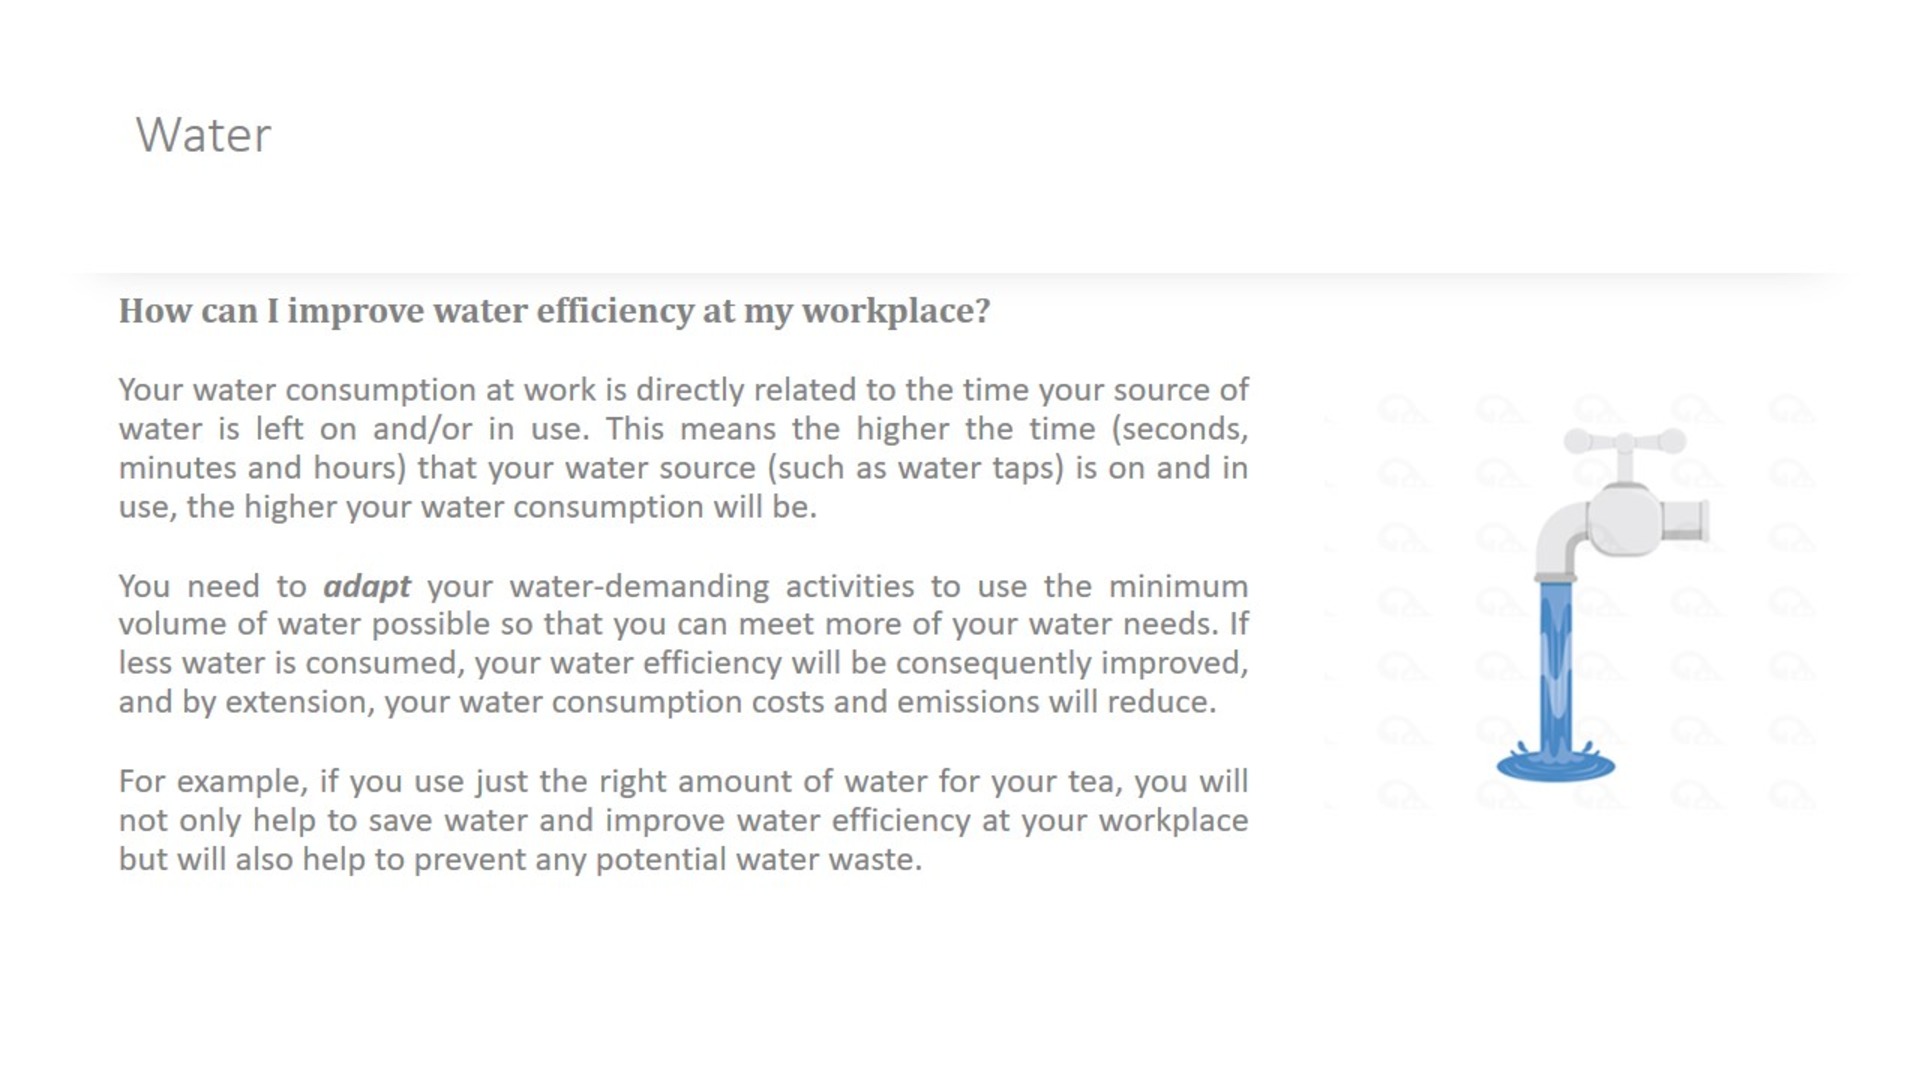 Water
How can I improve water efficiency at my workplace?
Your water consumption at work is directly related to the time your source of
water is left on and/or in use. This means the higher the time (seconds,
minutes and hours) that your water source (such as water taps) is on and in
use, the higher your water consumption will be.
You need to adapt your water-demanding activities to use the minimum
volume of water possible so that you can meet more of your water needs. If
less water is consumed, your water efficiency will be consequently improved,
and by extension, your water consumption costs and emissions will reduce.
For example, if you use just the right amount of water for your tea, you will
not only help to save water and improve water efficiency at your workplace
but will also help to prevent any potential water waste.